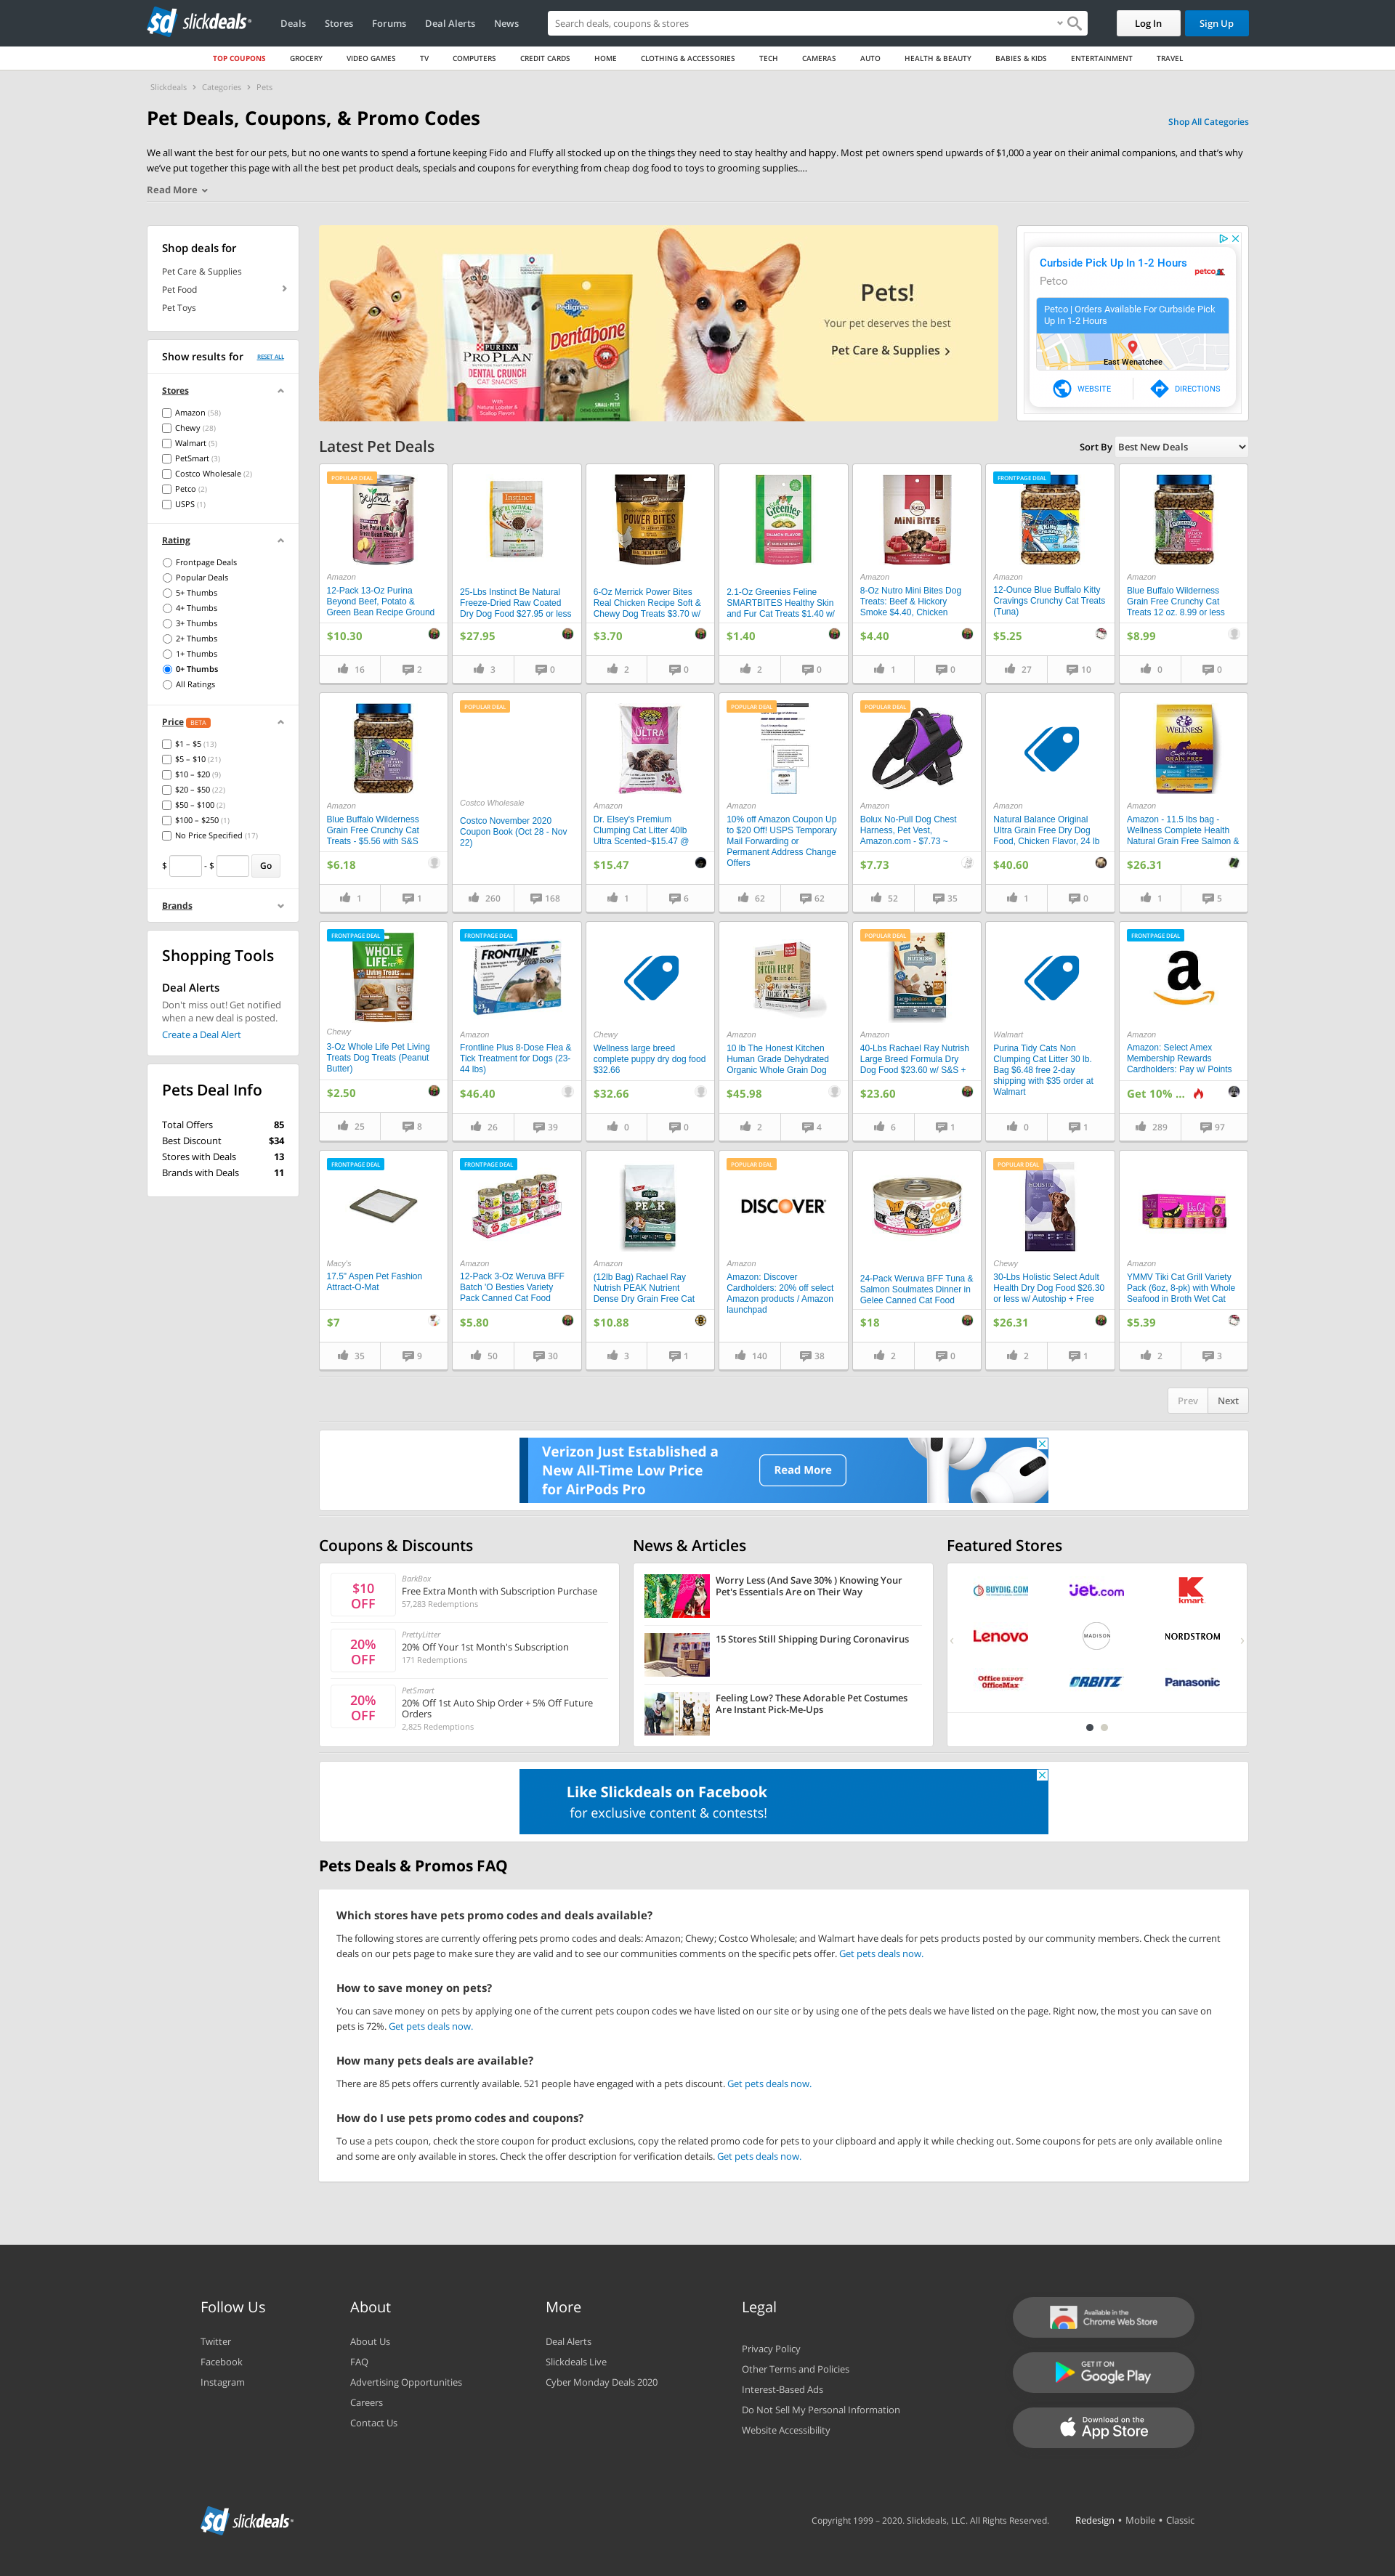 sd slickdeals
Deals
Stores
Forums
Deal Alerts
News
Search deals, coupons & stores
Log In
Sign Up
TOP COUPONS
GROCERY
VIDEO GAMES
TV
COMPUTERS
CREDIT CARDS
HOME
CLOTHING & ACCESSORIES
TECH
CAMERAS
AUTO
HEALTH & BEAUTY
BABIES & KIDS
ENTERTAINMENT
TRAVEL
Slickdeals › Categories › Pets
Pet Deals, Coupons, & Promo Codes
Shop All Categories
We all want the best for our pets, but no one wants to spend a fortune keeping Fido and Fluffy all stocked up on the things they need to stay healthy and happy. Most pet owners spend upwards of $1,000 a year on their animal companions, and that's why
we've put together this page with all the best pet product deals, specials and coupons for everything from cheap dog food to toys to grooming supplies....
Read More
Shop deals for
Pet Care & Supplies
Pet Food
Pet Toys
Show results for
RESET ALL
Stores
Amazon (58)
Chewy (28)
Walmart (5)
PetSmart (3)
Costco Wholesale (2)
Petco (2)
USPS (1)
Rating
Frontpage Deals
Popular Deals
5+ Thumbs
4+ Thumbs
3+ Thumbs
2+ Thumbs
1+ Thumbs
0+ Thumbs
All Ratings
Price BETA
$1 – $5 (13)
$5 – $10 (21)
$10 – $20 (9)
$20 – $50 (22)
$50 – $100 (2)
$100 – $250 (1)
No Price Specified (17)
$ - $ Go
Brands
Shopping Tools
Deal Alerts
Don't miss out! Get notified
when a new deal is posted.
Create a Deal Alert
Pets Deal Info
Total Offers 85
Best Discount $34
Stores with Deals 13
Brands with Deals 11
PURINA
PRO PLAN
DENTAL CRUNCH
CAT SNACKS
Pedigree
Dentabone
Pets!
Your pet deserves the best
Pet Care & Supplies
Curbside Pick Up In 1-2 Hours
Petco
petco
Petco | Orders Available For Curbside Pick
Up In 1-2 Hours
East Wenatchee
WEBSITE
DIRECTIONS
Latest Pet Deals
Sort By Best New Deals
POPULAR DEAL
Amazon
12-Pack 13-Oz Purina
Beyond Beef, Potato &
Green Bean Recipe Ground
$10.30
16 2
25-Lbs Instinct Be Natural
Freeze-Dried Raw Coated
Dry Dog Food $27.95 or less
$27.95
3 0
6-Oz Merrick Power Bites
Real Chicken Recipe Soft &
Chewy Dog Treats $3.70 w/
$3.70
2 0
2.1-Oz Greenies Feline
SMARTBITES Healthy Skin
and Fur Cat Treats $1.40 w/
$1.40
2 0
Amazon
8-Oz Nutro Mini Bites Dog
Treats: Beef & Hickory
Smoke $4.40, Chicken
$4.40
1 0
FRONTPAGE DEAL
Amazon
12-Ounce Blue Buffalo Kitty
Cravings Crunchy Cat Treats
(Tuna)
$5.25
27 10
Amazon
Blue Buffalo Wilderness
Grain Free Crunchy Cat
Treats 12 oz. 8.99 or less
$8.99
0 0
Amazon
Blue Buffalo Wilderness
Grain Free Crunchy Cat
Treats - $5.56 with S&S
$6.18
1 1
POPULAR DEAL
Costco Wholesale
Costco November 2020
Coupon Book (Oct 28 - Nov
22)
260 168
Amazon
Dr. Elsey's Premium
Clumping Cat Litter 40lb
Ultra Scented~$15.47 @
$15.47
1 6
POPULAR DEAL
Amazon
10% off Amazon Coupon Up
to $20 Off! USPS Temporary
Mail Forwarding or
Permanent Address Change
Offers
62 62
POPULAR DEAL
Amazon
Bolux No-Pull Dog Chest
Harness, Pet Vest,
Amazon.com - $7.73 ~
$7.73
52 35
Amazon
Natural Balance Original
Ultra Grain Free Dry Dog
Food, Chicken Flavor, 24 lb
$40.60
1 0
Amazon
Amazon - 11.5 lbs bag -
Wellness Complete Health
Natural Grain Free Salmon &
$26.31
1 5
FRONTPAGE DEAL
Chewy
3-Oz Whole Life Pet Living
Treats Dog Treats (Peanut
Butter)
$2.50
25 8
FRONTPAGE DEAL
Amazon
Frontline Plus 8-Dose Flea &
Tick Treatment for Dogs (23-
44 lbs)
$46.40
26 39
Chewy
Wellness large breed
complete puppy dry dog food
$32.66
$32.66
0 0
Amazon
10 lb The Honest Kitchen
Human Grade Dehydrated
Organic Whole Grain Dog
$45.98
2 4
POPULAR DEAL
Amazon
40-Lbs Rachael Ray Nutrish
Large Breed Formula Dry
Dog Food $23.60 w/ S&S +
$23.60
6 1
Walmart
Purina Tidy Cats Non
Clumping Cat Litter 30 lb.
Bag $6.48 free 2-day
shipping with $35 order at
Walmart
0 1
FRONTPAGE DEAL
Amazon
Amazon: Select Amex
Membership Rewards
Cardholders: Pay w/ Points
Get 10% ...
289 97
FRONTPAGE DEAL
Macy's
17.5" Aspen Pet Fashion
Attract-O-Mat
$7
35 9
FRONTPAGE DEAL
Amazon
12-Pack 3-Oz Weruva BFF
Batch 'O Besties Variety
Pack Canned Cat Food
$5.80
50 30
Amazon
(12lb Bag) Rachael Ray
Nutrish PEAK Nutrient
Dense Dry Grain Free Cat
$10.88
3 1
POPULAR DEAL
DISCOVER
Amazon
Amazon: Discover
Cardholders: 20% off select
Amazon products / Amazon
launchpad
140 38
24-Pack Weruva BFF Tuna &
Salmon Soulmates Dinner in
Gelee Canned Cat Food
$18
2 0
POPULAR DEAL
Chewy
30-Lbs Holistic Select Adult
Health Dry Dog Food $26.30
or less w/ Autoship + Free
$26.31
2 1
Amazon
YMMV Tiki Cat Grill Variety
Pack (6oz, 8-pk) with Whole
Seafood in Broth Wet Cat
$5.39
2 3
Prev Next
Verizon Just Established a
New All-Time Low Price
for AirPods Pro
Read More
Coupons & Discounts
$10
OFF
BarkBox
Free Extra Month with Subscription Purchase
57,283 Redemptions
20%
OFF
PrettyLitter
20% Off Your 1st Month's Subscription
171 Redemptions
20%
OFF
PetSmart
20% Off 1st Auto Ship Order + 5% Off Future
Orders
2,825 Redemptions
News & Articles
Worry Less (And Save 30% ) Knowing Your
Pet's Essentials Are on Their Way
15 Stores Still Shipping During Coronavirus
Feeling Low? These Adorable Pet Costumes
Are Instant Pick-Me-Ups
Featured Stores
BUYDIG.COM
jet.com
kmart
Lenovo
MADISON
NORDSTROM
Office DEPOT
OfficeMax
ORBITZ
Panasonic
Like Slickdeals on Facebook
for exclusive content & contests!
Pets Deals & Promos FAQ
Which stores have pets promo codes and deals available?
The following stores are currently offering pets promo codes and deals: Amazon; Chewy; Costco Wholesale; and Walmart have deals for pets products posted by our community members. Check the current
deals on our pets page to make sure they are valid and to see our communities comments on the specific pets offer. Get pets deals now.
How to save money on pets?
You can save money on pets by applying one of the current pets coupon codes we have listed on our site or by using one of the pets deals we have listed on the page. Right now, the most you can save on
pets is 72%. Get pets deals now.
How many pets deals are available?
There are 85 pets offers currently available. 521 people have engaged with a pets discount. Get pets deals now.
How do I use pets promo codes and coupons?
To use a pets coupon, check the store coupon for product exclusions, copy the related promo code for pets to your clipboard and apply it while checking out. Some coupons for pets are only available online
and some are only available in stores. Check the offer description for verification details. Get pets deals now.
Follow Us
Twitter
Facebook
Instagram
About
About Us
FAQ
Advertising Opportunities
Careers
Contact Us
More
Deal Alerts
Slickdeals Live
Cyber Monday Deals 2020
Legal
Privacy Policy
Other Terms and Policies
Interest-Based Ads
Do Not Sell My Personal Information
Website Accessibility
Available in the
Chrome Web Store
GET IT ON
Google Play
Download on the
App Store
sd slickdeals
Copyright 1999 – 2020. Slickdeals, LLC. All Rights Reserved.
Redesign • Mobile • Classic